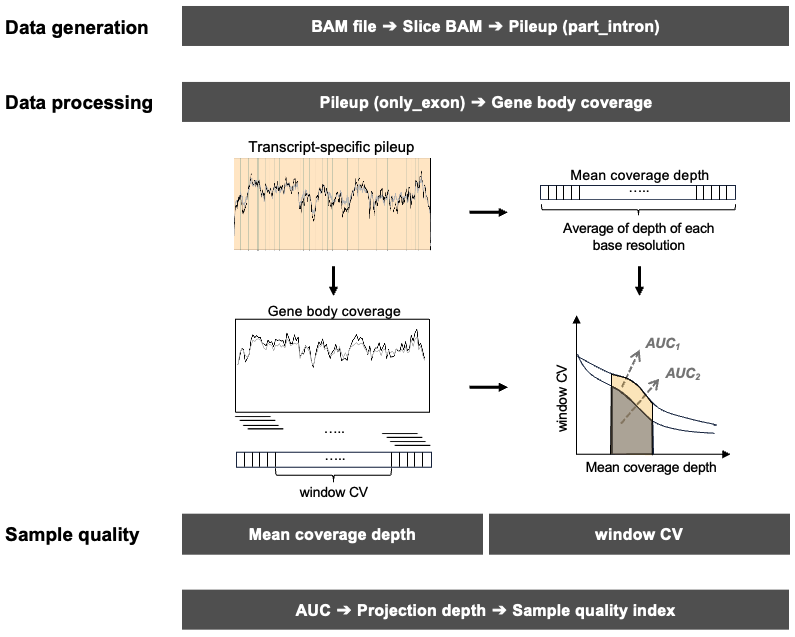 Data generation
BAM file ➔ Slice BAM ➔ Pileup (part_intron)
Data processing
Pileup (only_exon) ➔ Gene body coverage
Transcript-specific pileup
Mean coverage depth
.....
Average of depth of each
base resolution
Gene body coverage
.....
.....
window CV
window CV
AUC1
AUC2
Mean coverage depth
Sample quality
Mean coverage depth
window CV
AUC ➔ Projection depth ➔ Sample quality index